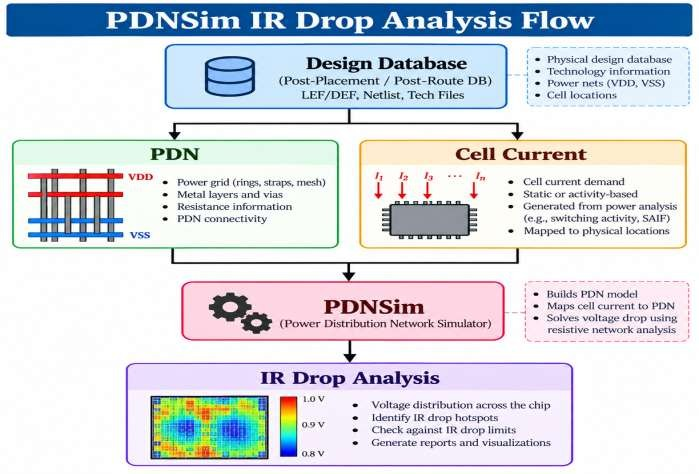 PDNSim IR Drop Analysis Flow
Design Database
(Post-Placement / Post-Route DB)
LEF/DEF, Netlist, Tech Files
• Physical design database
• Technology information
• Power nets (VDD, VSS)
• Cell locations
PDN
VDD
VSS
• Power grid (rings, straps, mesh)
• Metal layers and vias
• Resistance information
• PDN connectivity
Cell Current
I1 I2 I3 ... In
• Cell current demand
• Static or activity-based
• Generated from power analysis
(e.g., switching activity, SAIF)
• Mapped to physical locations
PDNSim
(Power Distribution Network Simulator)
• Builds PDN model
• Maps cell current to PDN
• Solves voltage drop using
resistive network analysis
IR Drop Analysis
1.0 V
0.9 V
0.8 V
• Voltage distribution across the chip
• Identify IR drop hotspots
• Check against IR drop limits
• Generate reports and visualizations